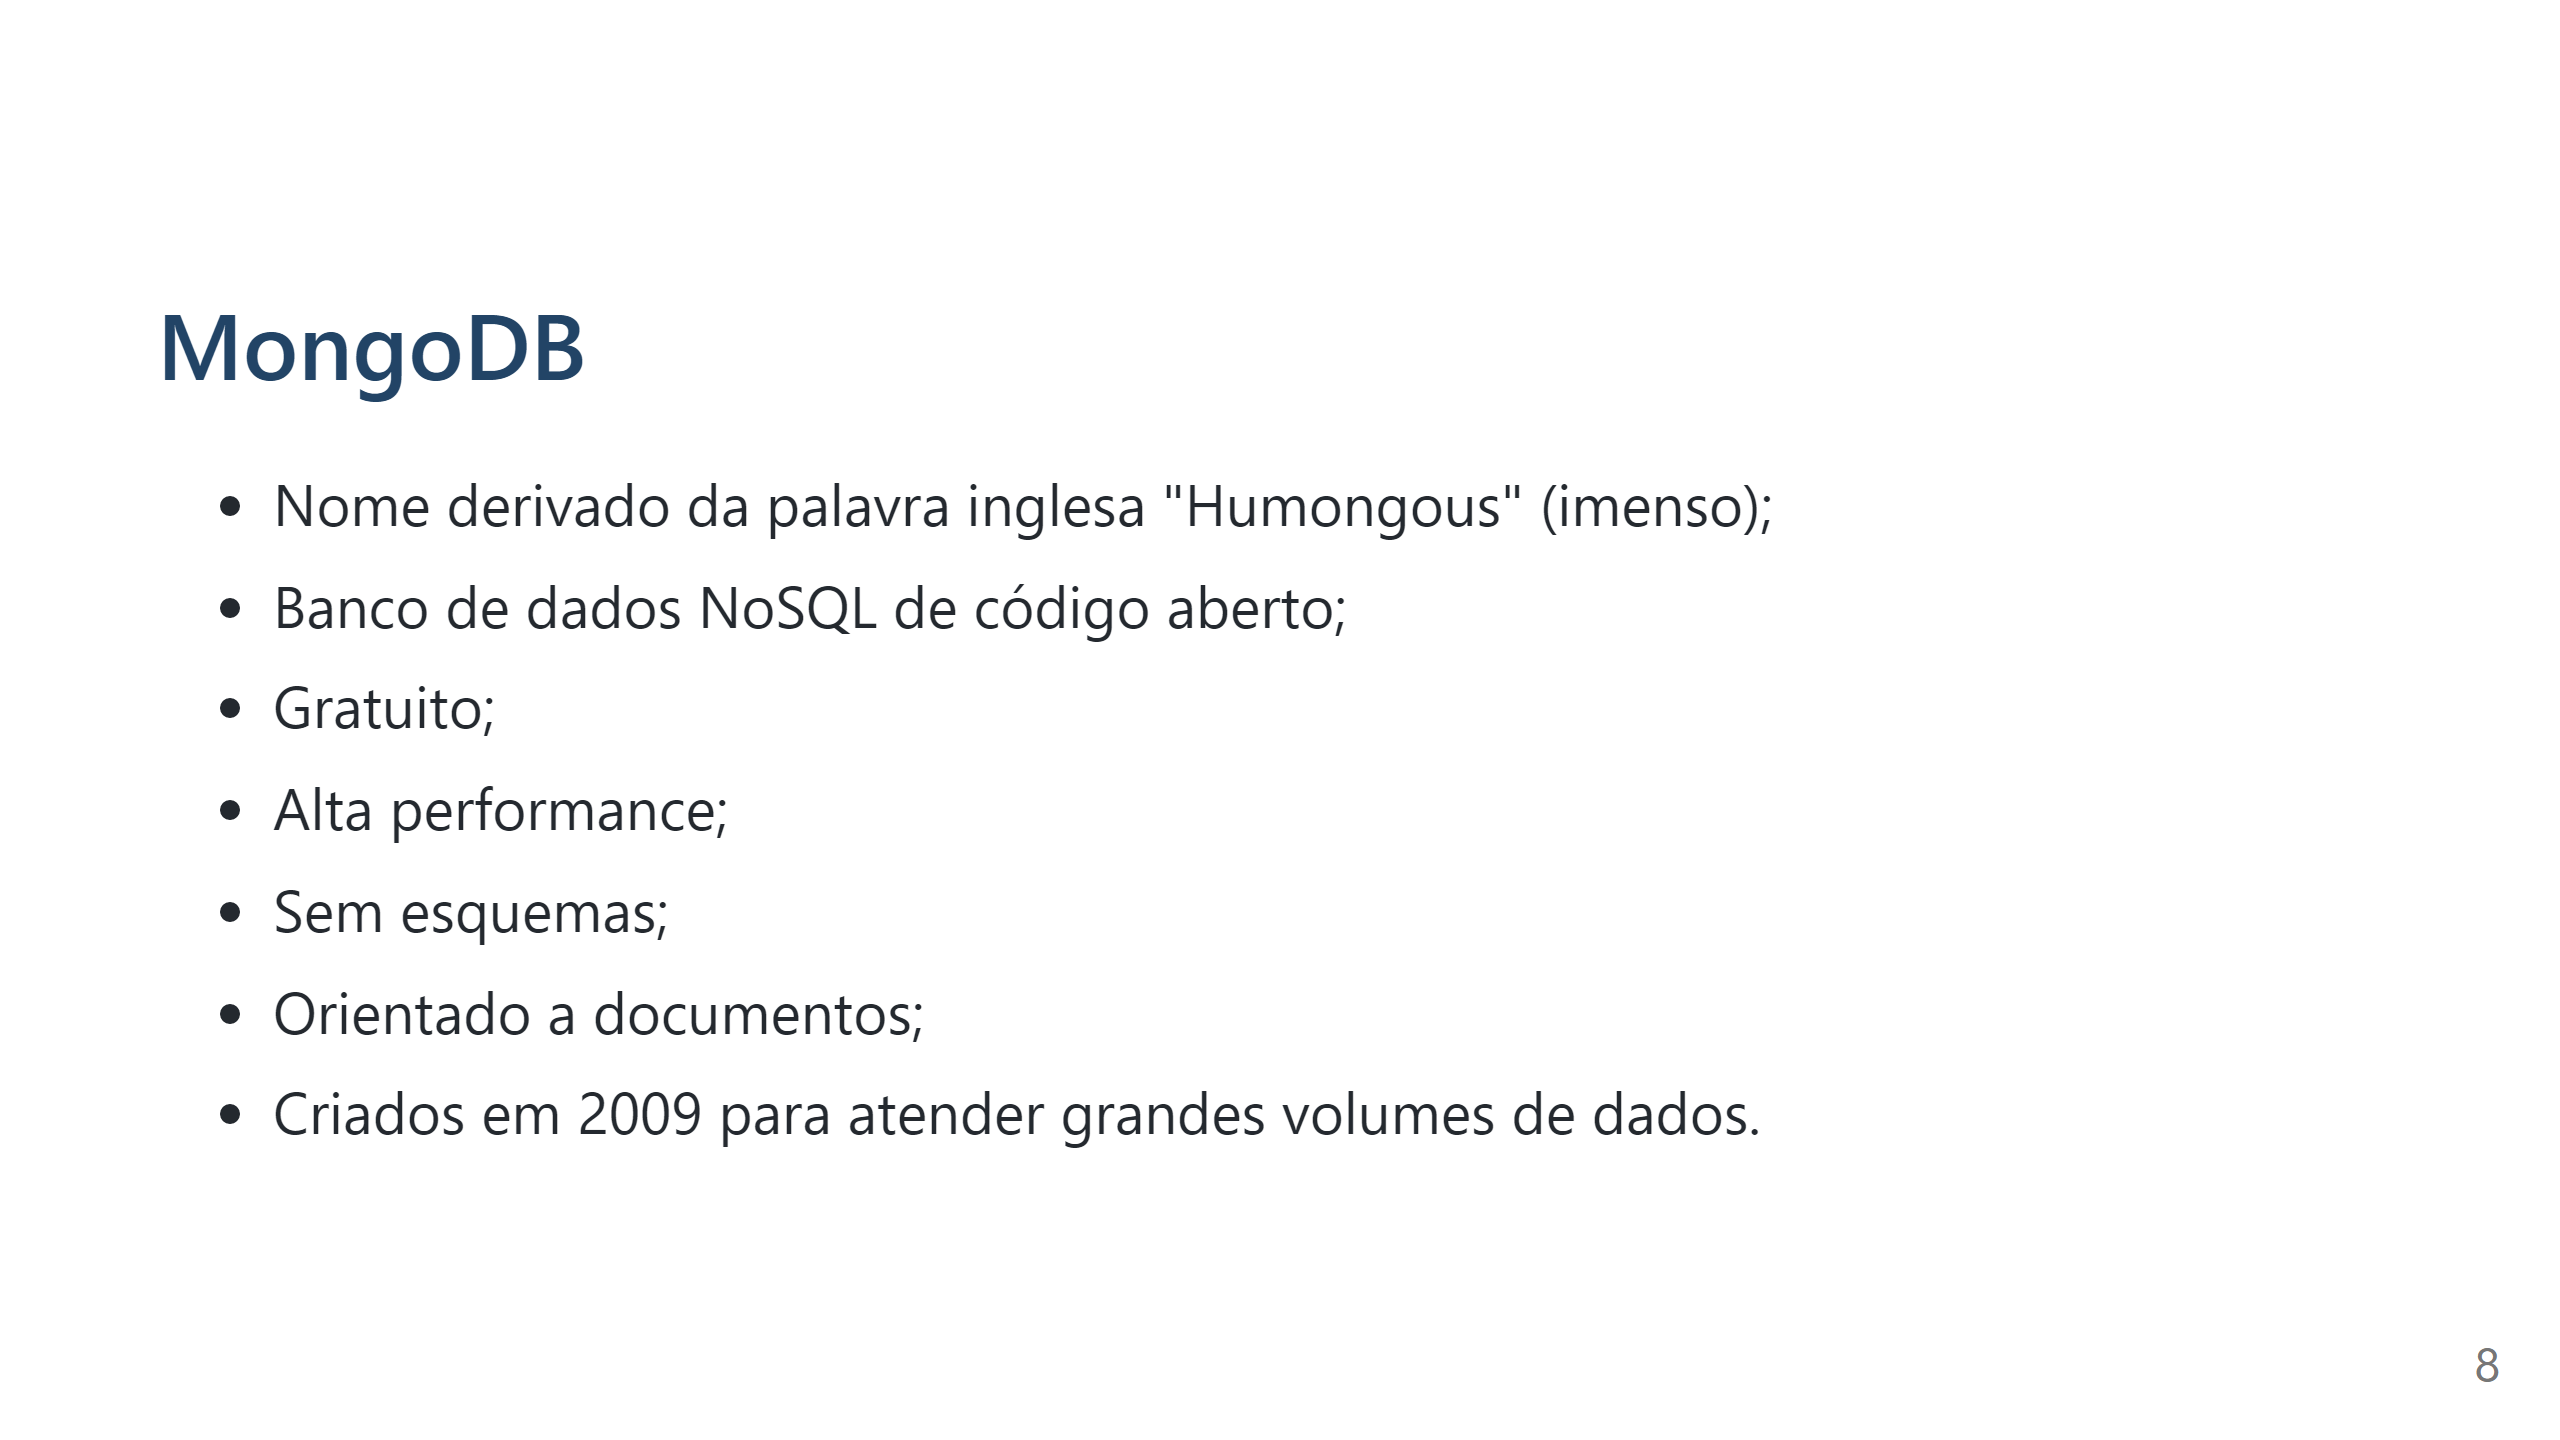 MongoDB
• Nome derivado da palavra inglesa "Humongous" (imenso);
• Banco de dados NoSQL de código aberto;
• Gratuito;
• Alta performance;
• Sem esquemas;
• Orientado a documentos;
• Criados em 2009 para atender grandes volumes de dados.
8